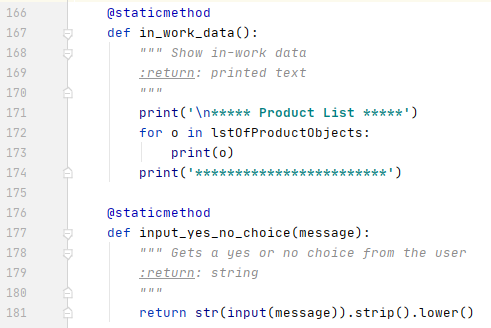 166 @staticmethod
167 def in_work_data():
168 """ Show in-work data
169 :return: printed text
170 """
171 print('\n***** Product List *****')
172 for o in lstOfProductObjects:
173 print(o)
174 print('************************')
175
176 @staticmethod
177 def input_yes_no_choice(message):
178 """ Gets a yes or no choice from the user
179 :return: string
180 """
181 return str(input(message)).strip().lower()